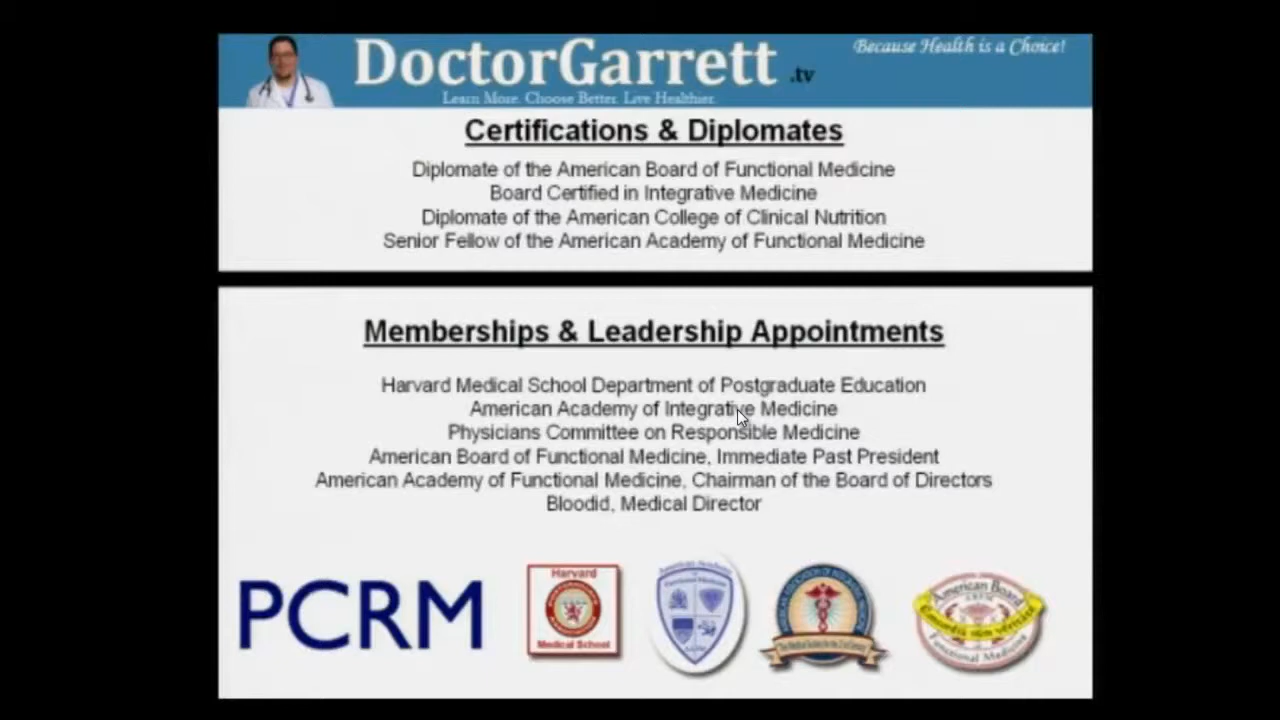 DoctorGarrett .tv
Because Health is a Choice!
Learn More. Choose Better. Live Healthier.
Certifications & Diplomates
Diplomate of the American Board of Functional Medicine
Board Certified in Integrative Medicine
Diplomate of the American College of Clinical Nutrition
Senior Fellow of the American Academy of Functional Medicine
Memberships & Leadership Appointments
Harvard Medical School Department of Postgraduate Education
American Academy of Integrative Medicine
Physicians Committee on Responsible Medicine
American Board of Functional Medicine, Immediate Past President
American Academy of Functional Medicine, Chairman of the Board of Directors
Bloodid, Medical Director
PCRM
Harvard
Medical School
American Academy
Functional Medicine
American Board
Functional Medicine